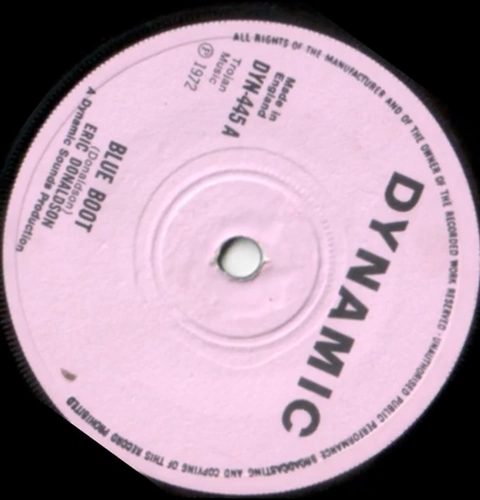 ALL RIGHTS OF THE MANUFACTURER AND OF THE OWNER OF THE RECORDED WORK RESERVED · UNAUTHORISED PUBLIC PERFORMANCE BROADCASTING AND COPYING OF THIS RECORD PROHIBITED
DYNAMIC
Made in
England
DYN-445 A
Trojan
Music
℗ 1972
BLUE BOOT
(Donaldson)
ERIC DONALDSON
A Dynamic Sounds Production